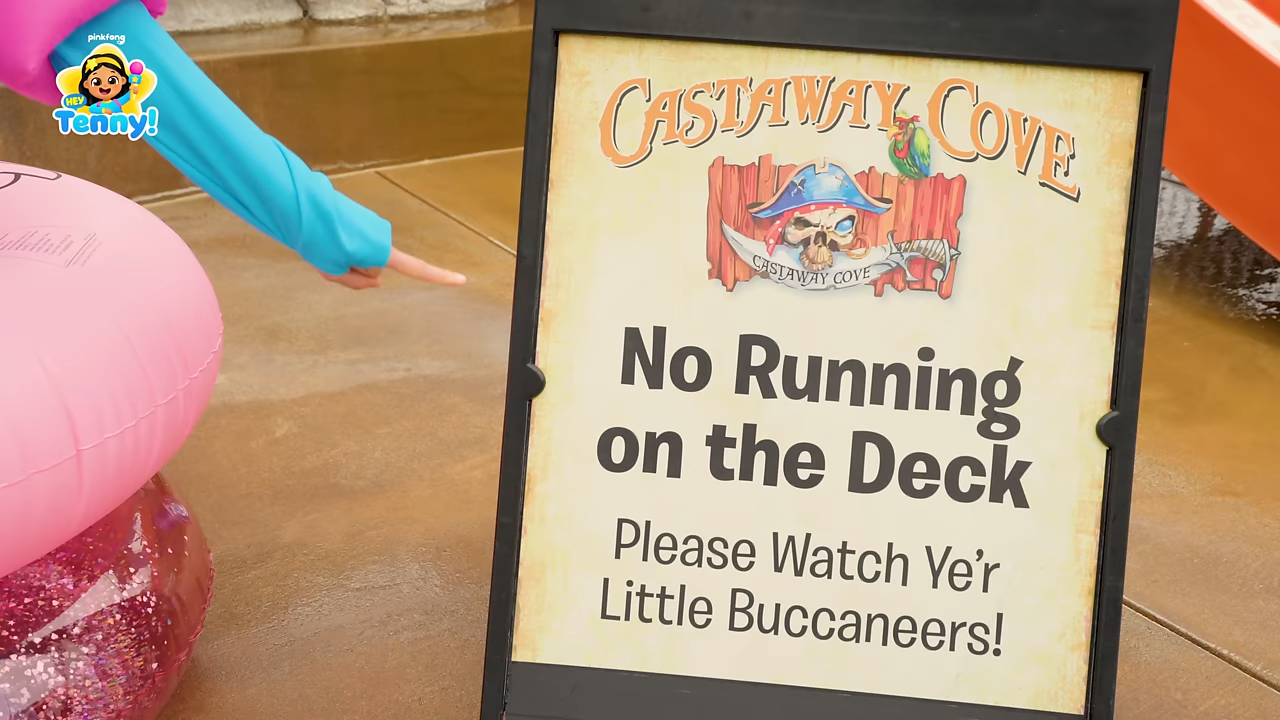 pinkfong
HEY
Tenny!
CASTAWAY COVE
CASTAWAY COVE
No Running
on the Deck
Please Watch Ye'r
Little Buccaneers!